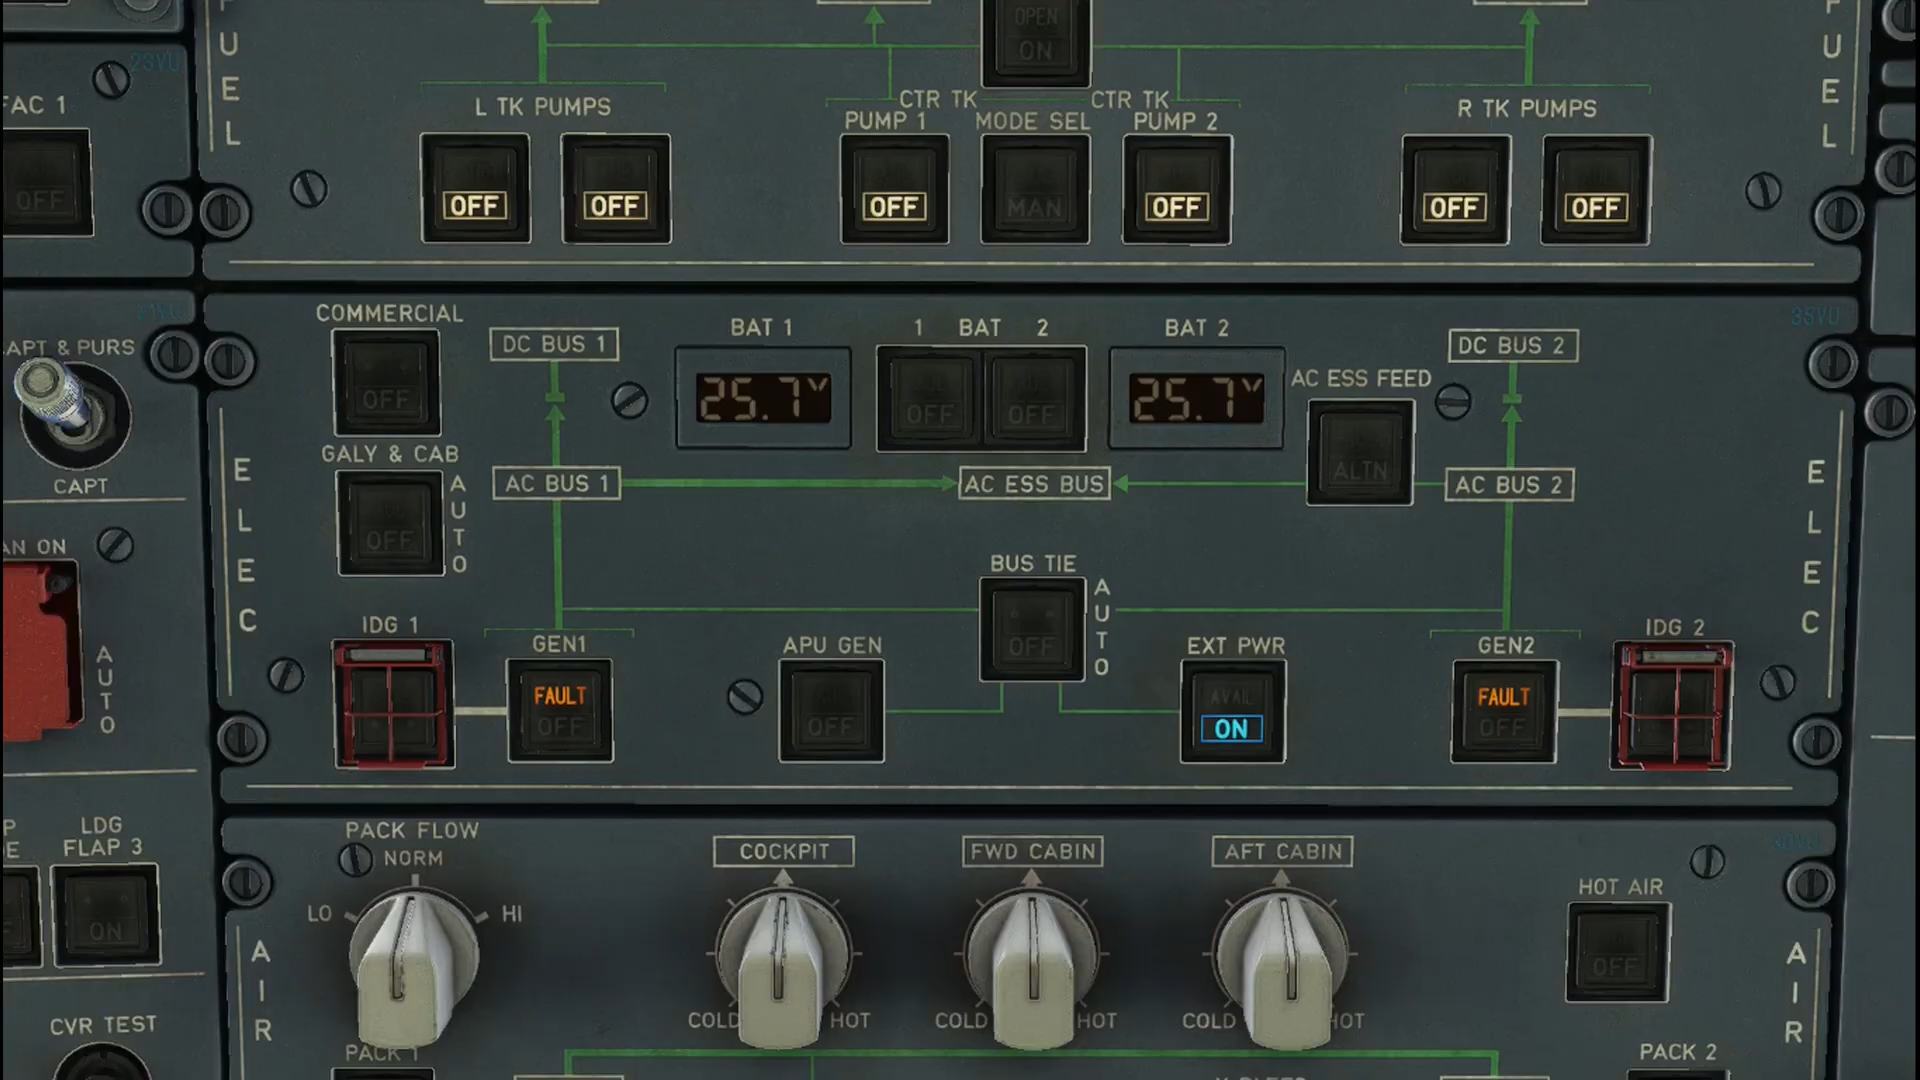 FUEL
OPEN
ON
FUEL
23VU
FAC 1
OFF
L TK PUMPS
CTR TK
PUMP 1
MODE SEL
CTR TK
PUMP 2
R TK PUMPS
OFF
OFF
OFF
MAN
OFF
OFF
OFF
35VU
APT & PURS
CAPT
COMMERCIAL
OFF
DC BUS 1
BAT 1
25.7V
1 BAT 2
OFF
OFF
BAT 2
25.7V
AC ESS FEED
ALTN
DC BUS 2
GALY & CAB
OFF
AUTO
AC BUS 1
AC ESS BUS
AC BUS 2
ELEC
ELEC
AN ON
AUTO
BUS TIE
OFF
AUTO
IDG 1
GEN1
FAULT
OFF
APU GEN
OFF
EXT PWR
AVAIL
ON
GEN2
FAULT
OFF
IDG 2
LDG
FLAP 3
ON
CVR TEST
PACK FLOW
NORM
LO
HI
COCKPIT
FWD CABIN
AFT CABIN
HOT AIR
OFF
AIR
AIR
COLD
HOT
COLD
HOT
COLD
HOT
PACK 1
PACK 2